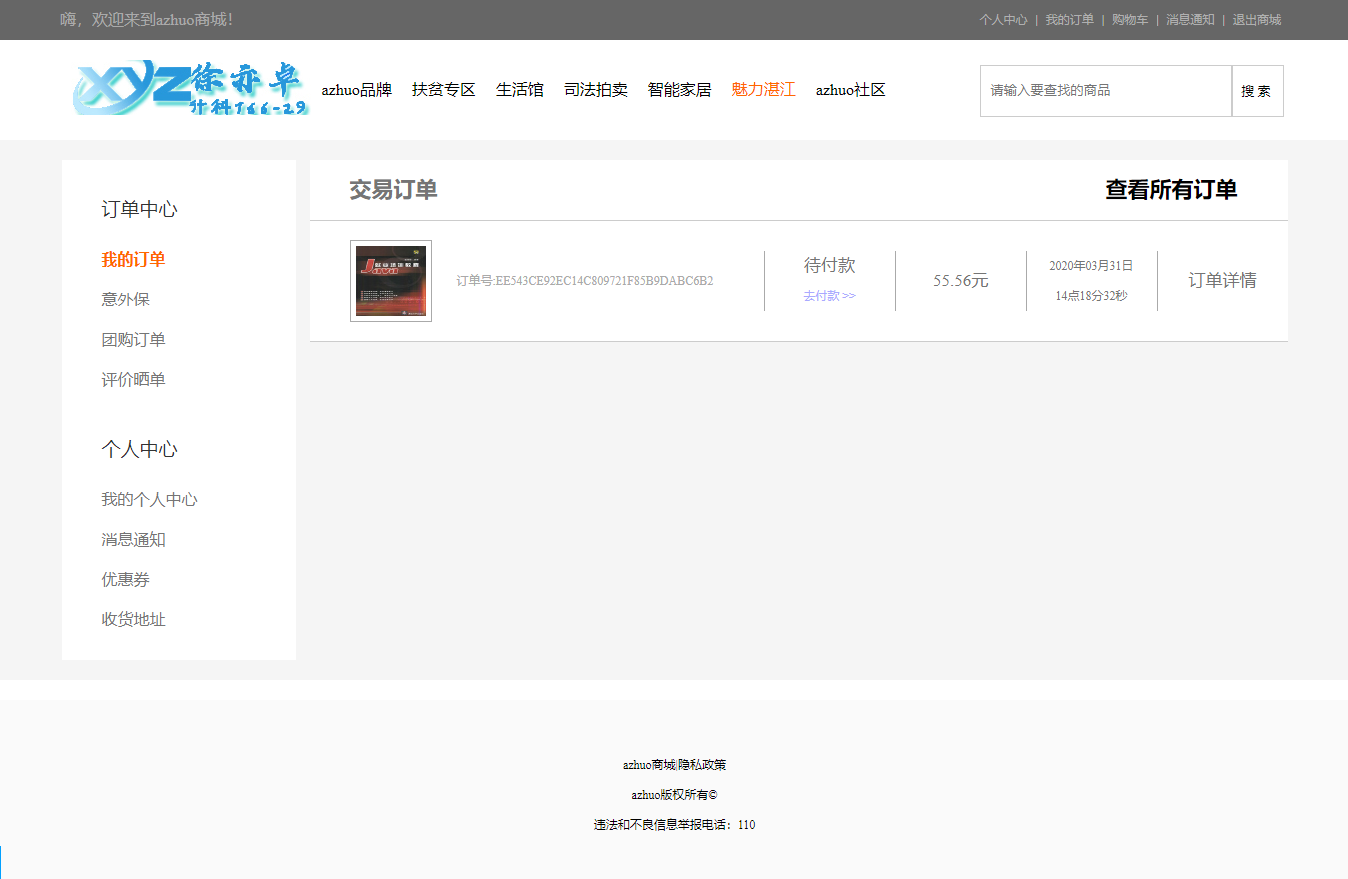 嗨，欢迎来到azhuo商城！
个人中心 | 我的订单 | 购物车 | 消息通知 | 退出商城
xyz徐亦卓
计科166-29
azhuo品牌 扶贫专区 生活馆 司法拍卖 智能家居 魅力湛江 azhuo社区
请输入要查找的商品
搜 索
订单中心
我的订单
意外保
团购订单
评价晒单
个人中心
我的个人中心
消息通知
优惠券
收货地址
交易订单
查看所有订单
Java
订单号:EE543CE92EC14C809721F85B9DABC6B2
待付款
去付款 >>
55.56元
2020年03月31日
14点18分32秒
订单详情
azhuo商城|隐私政策
azhuo版权所有©
违法和不良信息举报电话：110